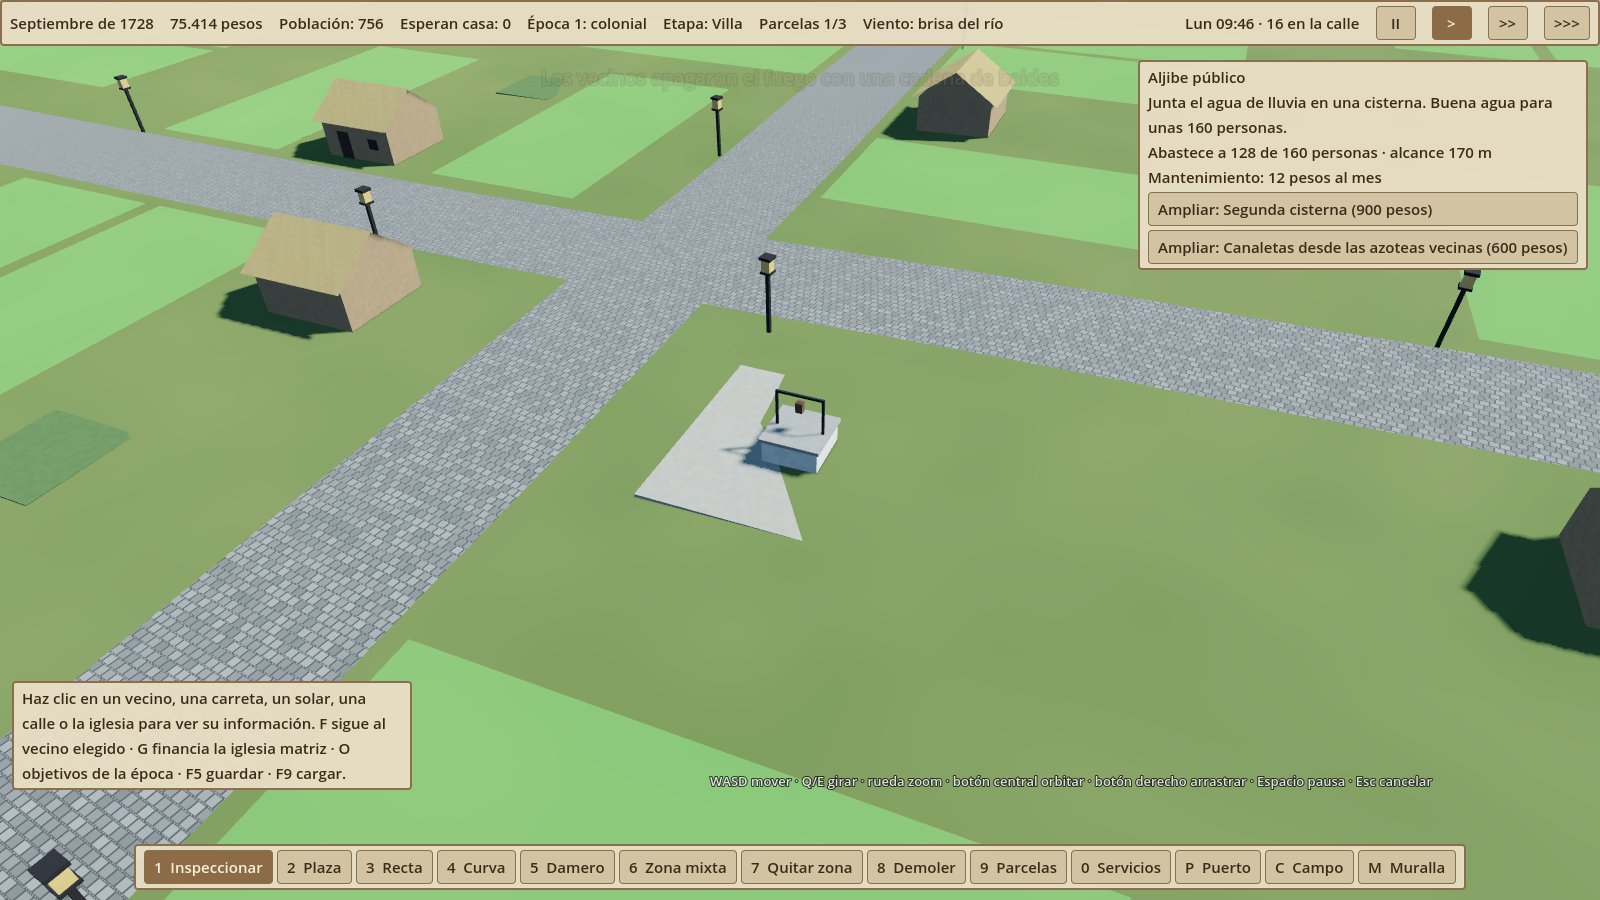 Septiembre de 1728 75.414 pesos Población: 756 Esperan casa: 0 Época 1: colonial Etapa: Villa Parcelas 1/3 Viento: brisa del río Lun 09:46 · 16 en la calle II > >> >>>
Los vecinos apagaron el fuego con una cadena de baldes
Aljibe público
Junta el agua de lluvia en una cisterna. Buena agua para
unas 160 personas.
Abastece a 128 de 160 personas · alcance 170 m
Mantenimiento: 12 pesos al mes
Ampliar: Segunda cisterna (900 pesos)
Ampliar: Canaletas desde las azoteas vecinas (600 pesos)
Haz clic en un vecino, una carreta, un solar, una
calle o la iglesia para ver su información. F sigue al
vecino elegido · G financia la iglesia matriz · O
objetivos de la época · F5 guardar · F9 cargar.
WASD mover · Q/E girar · rueda zoom · botón central orbitar · botón derecho arrastrar · Espacio pausa · Esc cancelar
1 Inspeccionar 2 Plaza 3 Recta 4 Curva 5 Damero 6 Zona mixta 7 Quitar zona 8 Demoler 9 Parcelas 0 Servicios P Puerto C Campo M Muralla